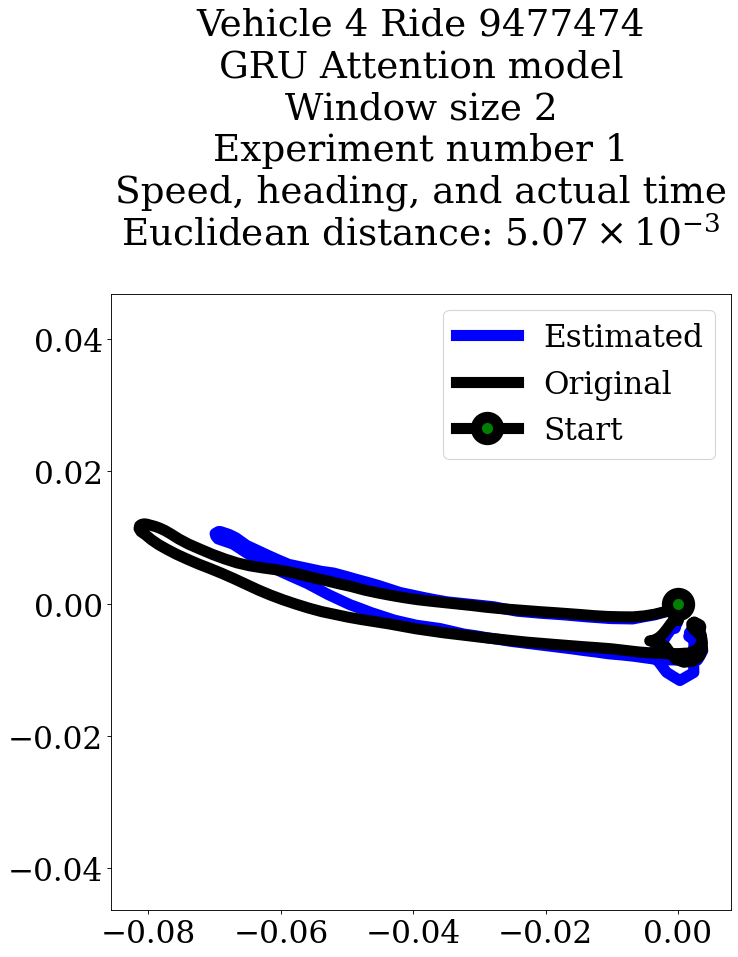 Vehicle 4 Ride 9477474
GRU Attention model
Window size 2
Experiment number 1
Speed, heading, and actual time
Euclidean distance: 5.07 × 10⁻³
Estimated
Original
Start
0.04
0.02
0.00
−0.02
−0.04
−0.08 −0.06 −0.04 −0.02 0.00